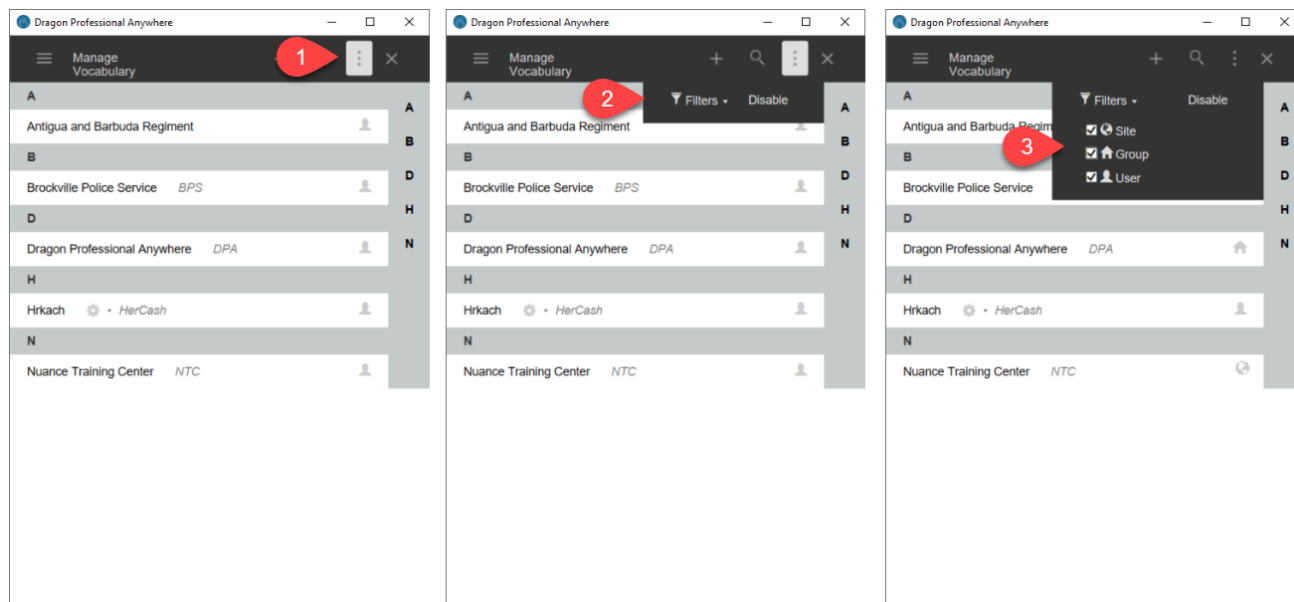 Dragon Professional Anywhere
Manage
Vocabulary
1
A
Antigua and Barbuda Regiment
B
Brockville Police Service BPS
D
Dragon Professional Anywhere DPA
H
Hrkach • HerCash
N
Nuance Training Center NTC
A
B
D
H
N
Dragon Professional Anywhere
Manage
Vocabulary
2
Filters
Disable
A
Antigua and Barbuda Regiment
B
Brockville Police Service BPS
D
Dragon Professional Anywhere DPA
H
Hrkach • HerCash
N
Nuance Training Center NTC
A
B
D
H
N
Dragon Professional Anywhere
Manage
Vocabulary
Filters
Disable
Site
Group
User
3
A
Antigua and Barbuda Regim
B
Brockville Police Service
D
Dragon Professional Anywhere DPA
H
Hrkach • HerCash
N
Nuance Training Center NTC
A
B
D
H
N